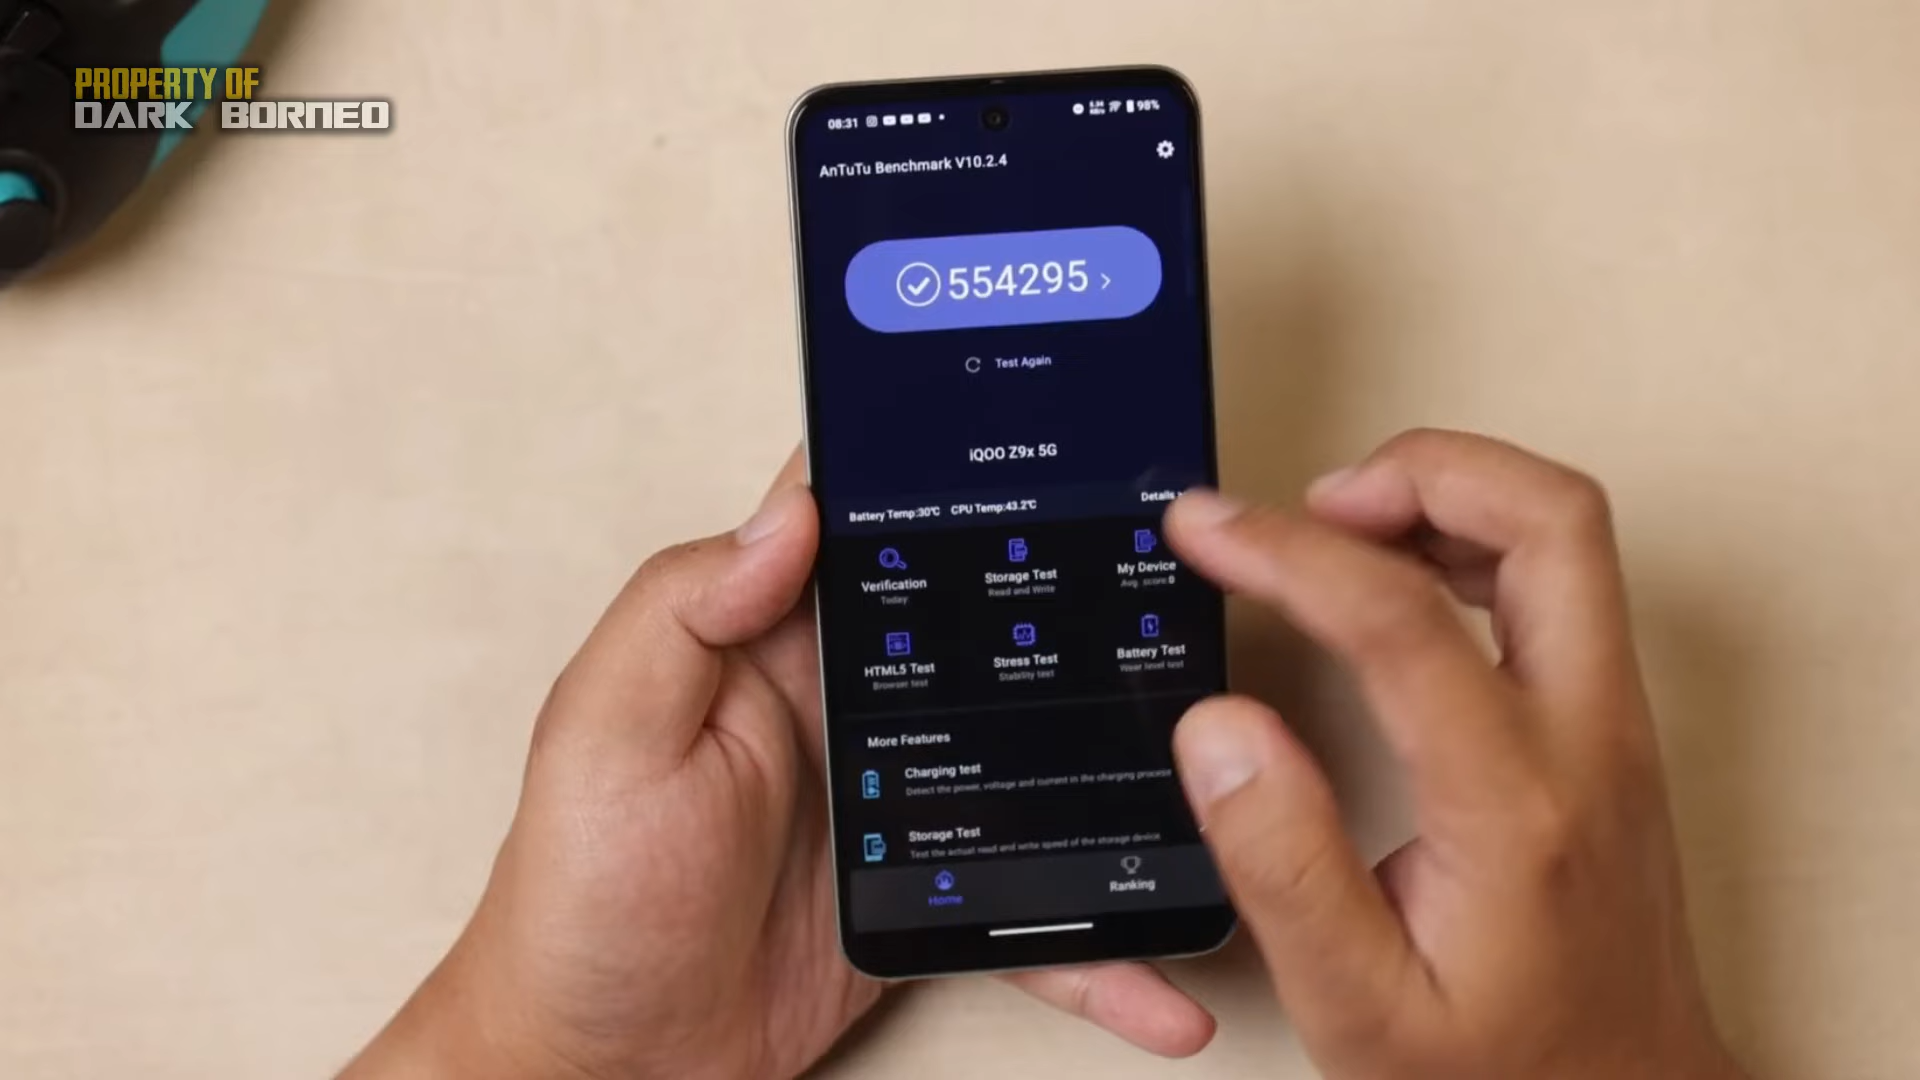 PROPERTY OF
DARK BORNEO
08:31
98%
AnTuTu Benchmark V10.2.4
554295
Test Again
iQOO Z9x 5G
Battery Temp:30℃ CPU Temp:43.2℃ Details
Verification
Today
Storage Test
Read and Write
My Device
Avg. score:0
HTML5 Test
Browser test
Stress Test
Stability test
Battery Test
Wear level test
More Features
Charging test
Detect the power, voltage and current in the charging process
Storage Test
Test the actual read and write speed of the storage device
Home
Ranking